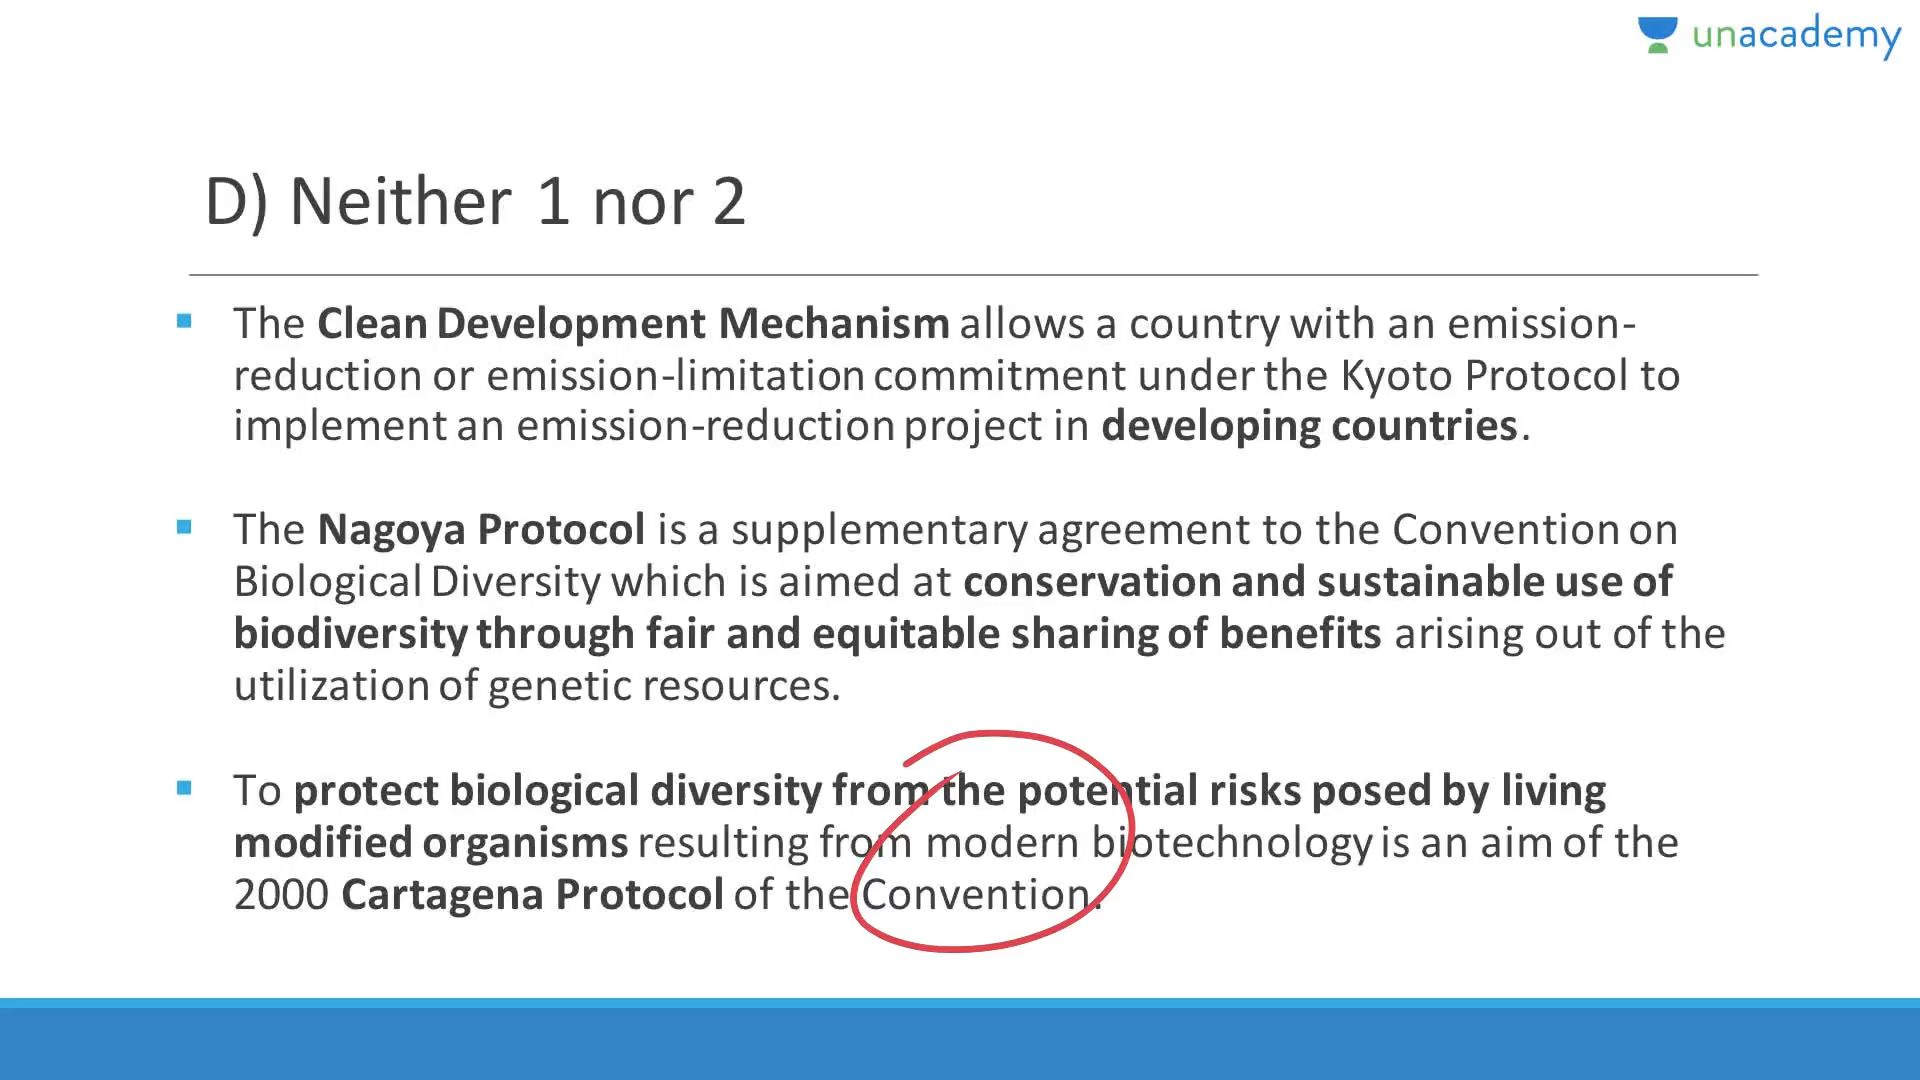 unacademy
D) Neither 1 nor 2
The Clean Development Mechanism allows a country with an emission-
reduction or emission-limitation commitment under the Kyoto Protocol to
implement an emission-reduction project in developing countries.
The Nagoya Protocol is a supplementary agreement to the Convention on
Biological Diversity which is aimed at conservation and sustainable use of
biodiversity through fair and equitable sharing of benefits arising out of the
utilization of genetic resources.
To protect biological diversity from the potential risks posed by living
modified organisms resulting from modern biotechnology is an aim of the
2000 Cartagena Protocol of the Convention.